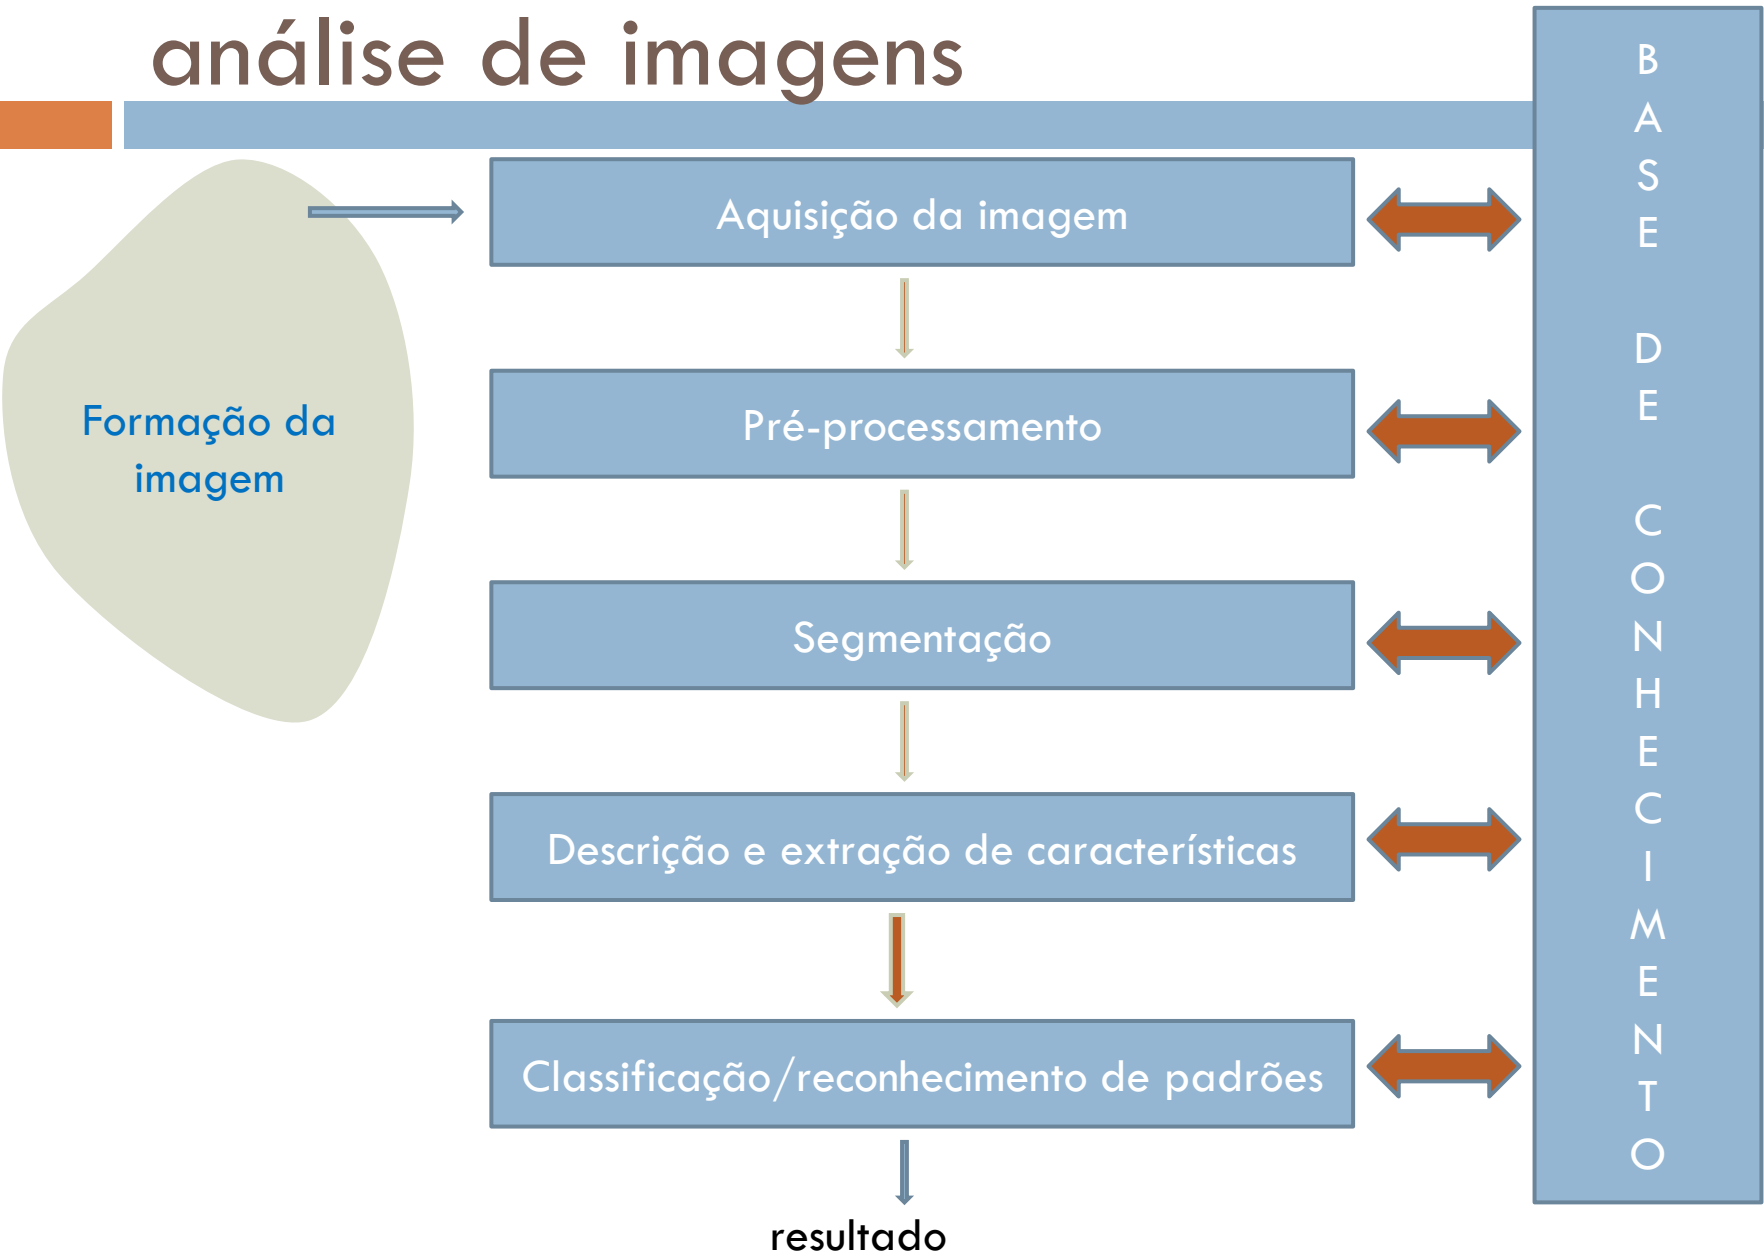 análise de imagens
Formação da
imagem
Aquisição da imagem
Pré-processamento
Segmentação
Descrição e extração de características
Classificação/reconhecimento de padrões
resultado
B
A
S
E
D
E
C
O
N
H
E
C
I
M
E
N
T
O